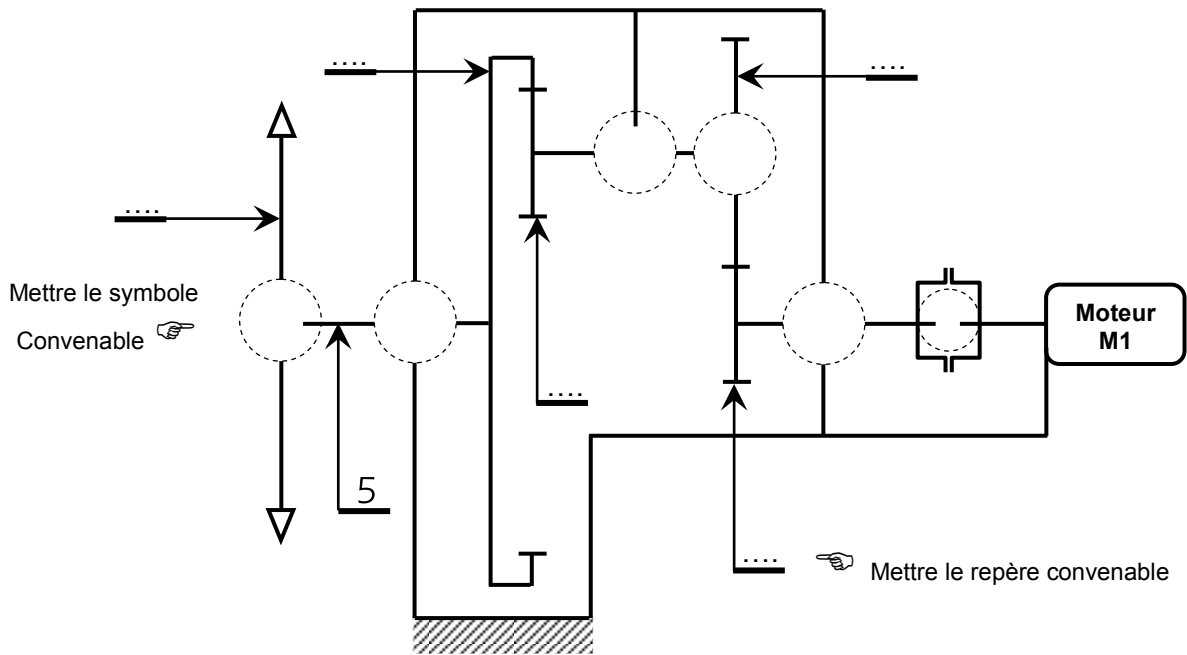 ....
....
....
Mettre le symbole
Convenable
Moteur
M1
....
5
....
Mettre le repère convenable